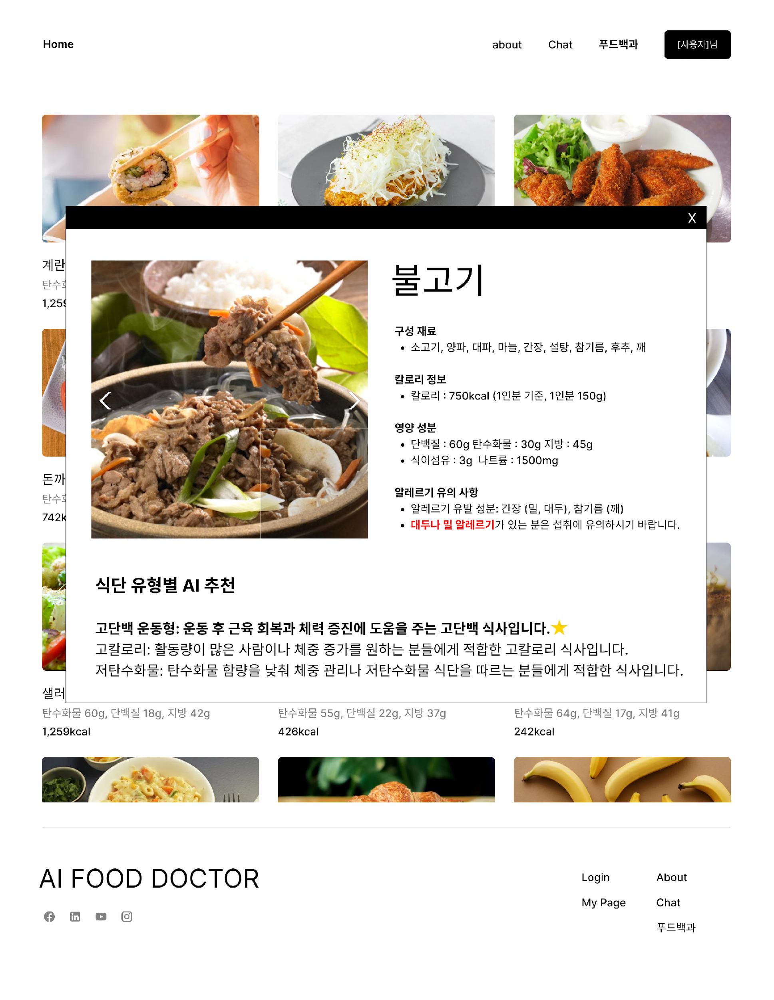 Home
about
Chat
푸드백과
[사용자]님
X
계란
탄수
1,259
불고기
구성 재료
• 소고기, 양파, 대파, 마늘, 간장, 설탕, 참기름, 후추, 깨
칼로리 정보
• 칼로리 : 750kcal (1인분 기준, 1인분 150g)
영양 성분
• 단백질 : 60g 탄수화물 : 30g 지방 : 45g
• 식이섬유 : 3g 나트륨 : 1500mg
알레르기 유의 사항
• 알레르기 유발 성분: 간장 (밀, 대두), 참기름 (깨)
• 대두나 밀 알레르기가 있는 분은 섭취에 유의하시기 바랍니다.
돈까
탄수
742k
식단 유형별 AI 추천
고단백 운동형: 운동 후 근육 회복과 체력 증진에 도움을 주는 고단백 식사입니다.
고칼로리: 활동량이 많은 사람이나 체중 증가를 원하는 분들에게 적합한 고칼로리 식사입니다.
저탄수화물: 탄수화물 함량을 낮춰 체중 관리나 저탄수화물 식단을 따르는 분들에게 적합한 식사입니다.
샐러
탄수화물 60g, 단백질 18g, 지방 42g
1,259kcal
탄수화물 55g, 단백질 22g, 지방 37g
426kcal
탄수화물 64g, 단백질 17g, 지방 41g
242kcal
AI FOOD DOCTOR
Login
About
My Page
Chat
푸드백과